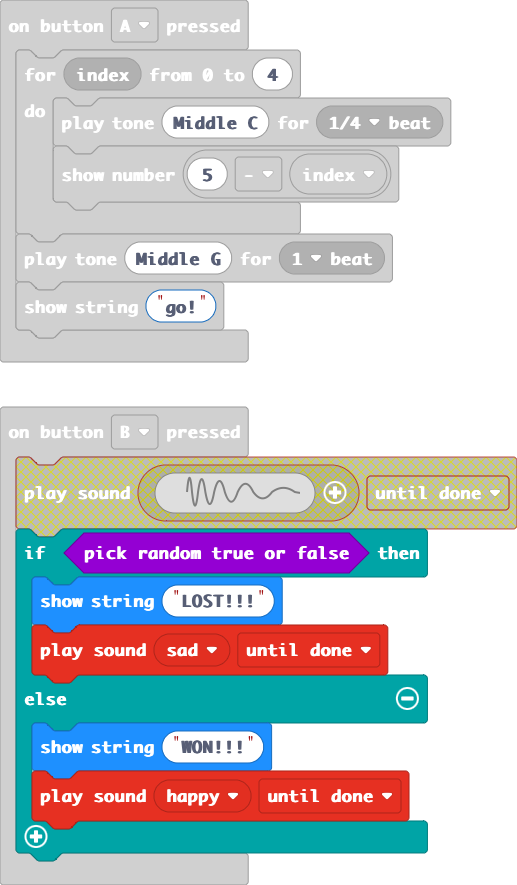 on button A pressed
for index from 0 to 4
do
play tone Middle C for 1/4 beat
show number 5 - index
play tone Middle G for 1 beat
show string "go!"
on button B pressed
play sound until done
if pick random true or false then
show string "LOST!!!"
play sound sad until done
else
show string "WON!!!"
play sound happy until done